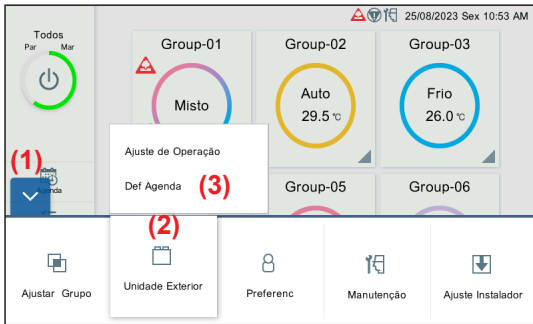 25/08/2023 Sex 10:53 AM
Todos
Par Mar
Group-01
Group-02
Group-03
Misto
Auto
29.5 °C
Frio
26.0 °C
(1)
Agenda
Ajuste de Operação
Def Agenda
(3)
Group-05
Group-06
(2)
Ajustar Grupo
Unidade Exterior
Preferenc
Manutenção
Ajuste Instalador